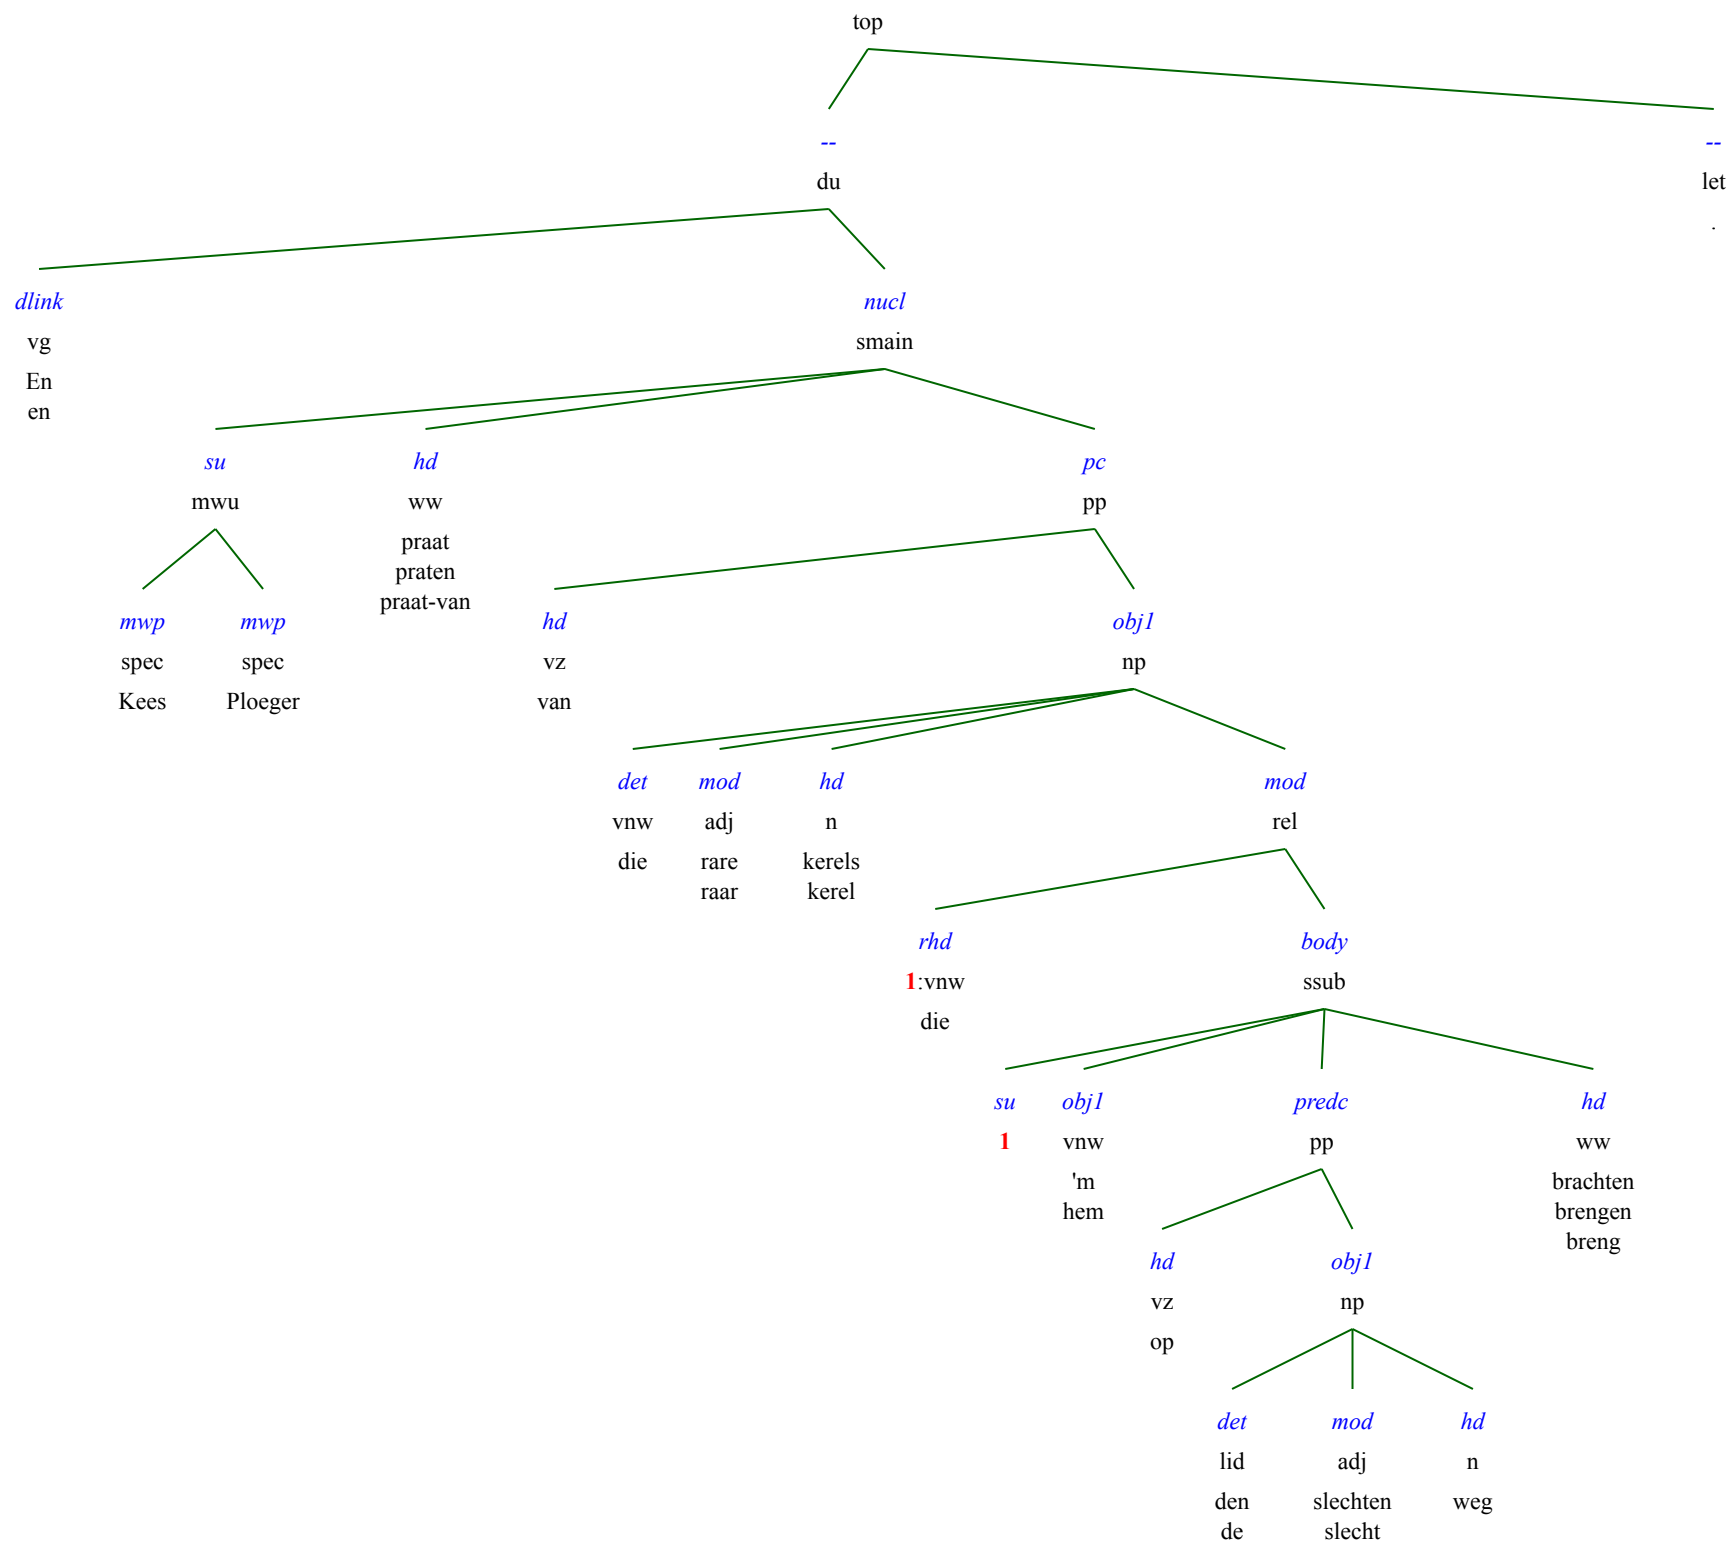 top
-- --
du let
.
dlink nucl
vg smain
En
en
su hd pc
mwu ww pp
praat
praten
praat-van
mwp mwp hd obj1
spec spec vz np
Kees Ploeger van
det mod hd mod
vnw adj n rel
die rare kerels
raar kerel
rhd body
1:vnw ssub
die
su obj1 predc hd
1 vnw pp ww
'm brachten
hem brengen
breng
hd obj1
vz np
op
det mod hd
lid adj n
den slechten weg
de slecht